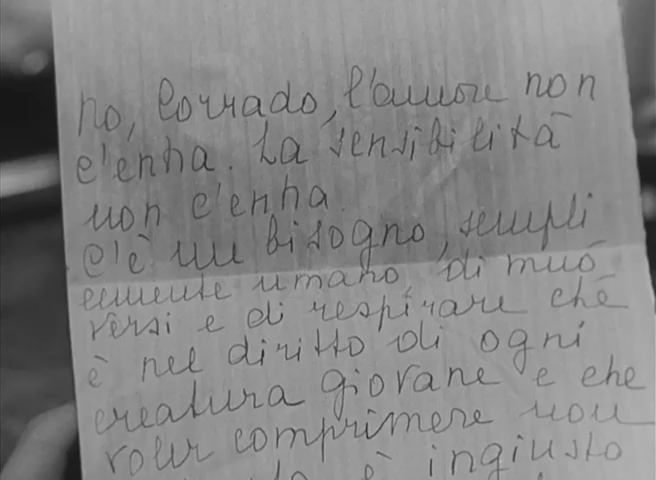 no, Corrado, l'amore non
c'entra. La sensibilità
non c'entra.
C'è un bisogno, sempli
cemente umano, di muo
versi e di respirare che
è nel diritto di ogni
creatura giovane e che
voler comprimere non
è ingiusto